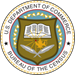 U.S. DEPARTMENT OF COMMERCE
BUREAU OF THE CENSUS